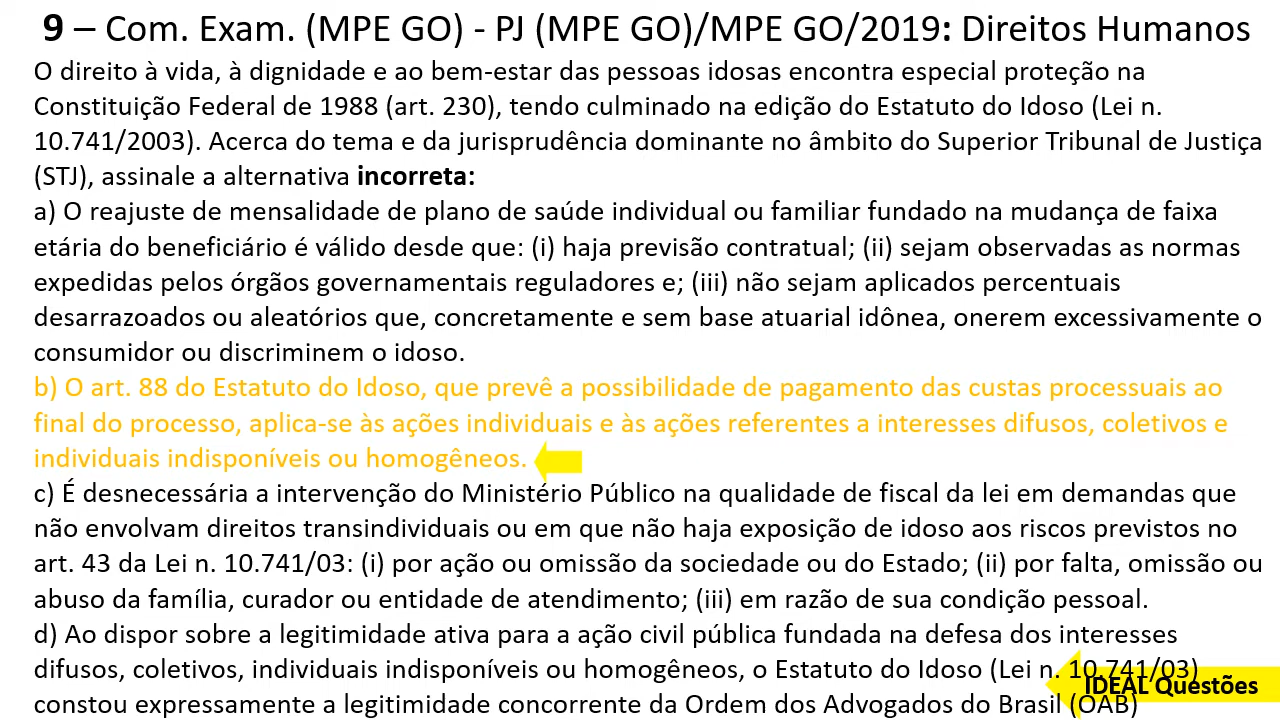 9 – Com. Exam. (MPE GO) - PJ (MPE GO)/MPE GO/2019: Direitos Humanos
O direito à vida, à dignidade e ao bem-estar das pessoas idosas encontra especial proteção na
Constituição Federal de 1988 (art. 230), tendo culminado na edição do Estatuto do Idoso (Lei n.
10.741/2003). Acerca do tema e da jurisprudência dominante no âmbito do Superior Tribunal de Justiça
(STJ), assinale a alternativa incorreta:
a) O reajuste de mensalidade de plano de saúde individual ou familiar fundado na mudança de faixa
etária do beneficiário é válido desde que: (i) haja previsão contratual; (ii) sejam observadas as normas
expedidas pelos órgãos governamentais reguladores e; (iii) não sejam aplicados percentuais
desarrazoados ou aleatórios que, concretamente e sem base atuarial idônea, onerem excessivamente o
consumidor ou discriminem o idoso.
b) O art. 88 do Estatuto do Idoso, que prevê a possibilidade de pagamento das custas processuais ao
final do processo, aplica-se às ações individuais e às ações referentes a interesses difusos, coletivos e
individuais indisponíveis ou homogêneos.
c) É desnecessária a intervenção do Ministério Público na qualidade de fiscal da lei em demandas que
não envolvam direitos transindividuais ou em que não haja exposição de idoso aos riscos previstos no
art. 43 da Lei n. 10.741/03: (i) por ação ou omissão da sociedade ou do Estado; (ii) por falta, omissão ou
abuso da família, curador ou entidade de atendimento; (iii) em razão de sua condição pessoal.
d) Ao dispor sobre a legitimidade ativa para a ação civil pública fundada na defesa dos interesses
difusos, coletivos, individuais indisponíveis ou homogêneos, o Estatuto do Idoso (Lei n. 10.741/03)
constou expressamente a legitimidade concorrente da Ordem dos Advogados do Brasil (OAB)
IDEAL Questões